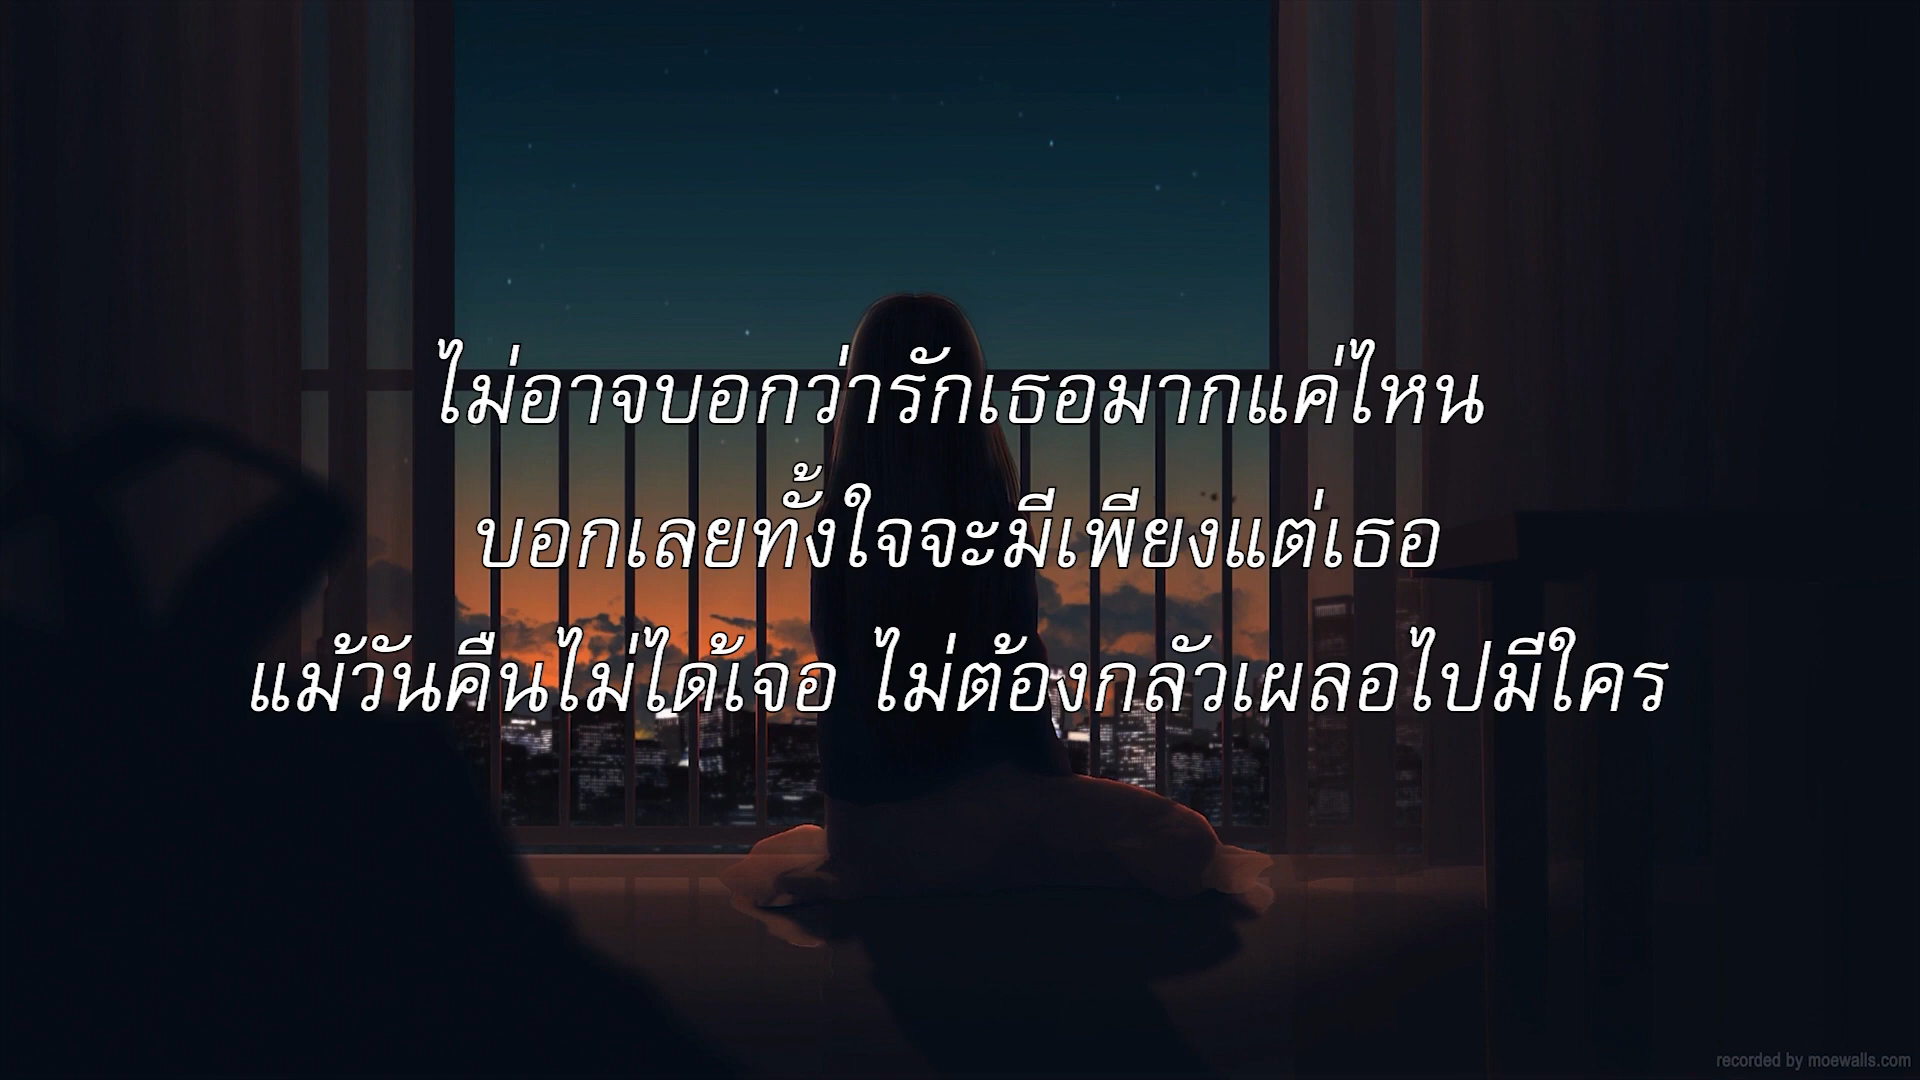 ไม่อาจบอกว่ารักเธอมากแค่ไหน
บอกเลยทั้งใจจะมีเพียงแต่เธอ
แม้วันคืนไม่ได้เจอ ไม่ต้องกลัวเผลอไปมีใคร
recorded by moewalls.com